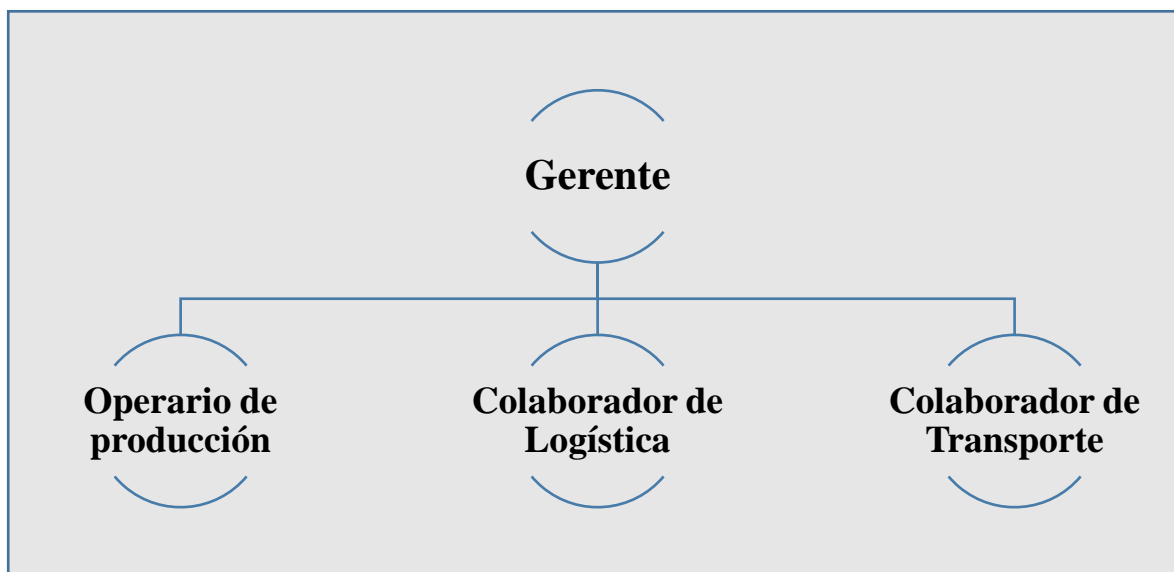 Gerente
Operario de
producción
Colaborador de
Logística
Colaborador de
Transporte